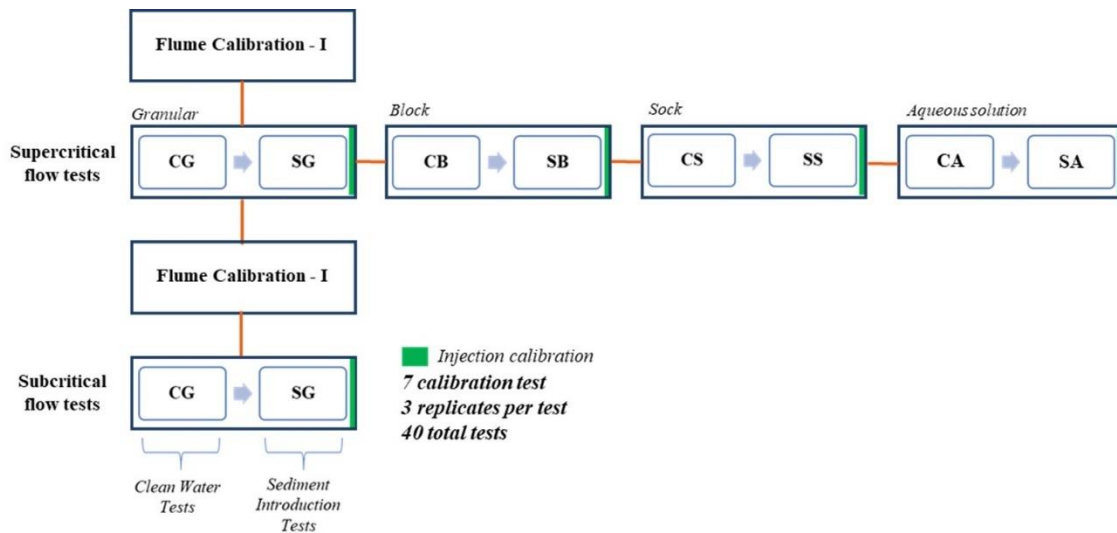 Flume Calibration - I
Granular
Block
Sock
Aqueous solution
Supercritical
flow tests
CG
SG
CB
SB
CS
SS
CA
SA
Flume Calibration - I
Subcritical
flow tests
CG
SG
Injection calibration
7 calibration test
3 replicates per test
40 total tests
Clean Water
Tests
Sediment
Introduction
Tests